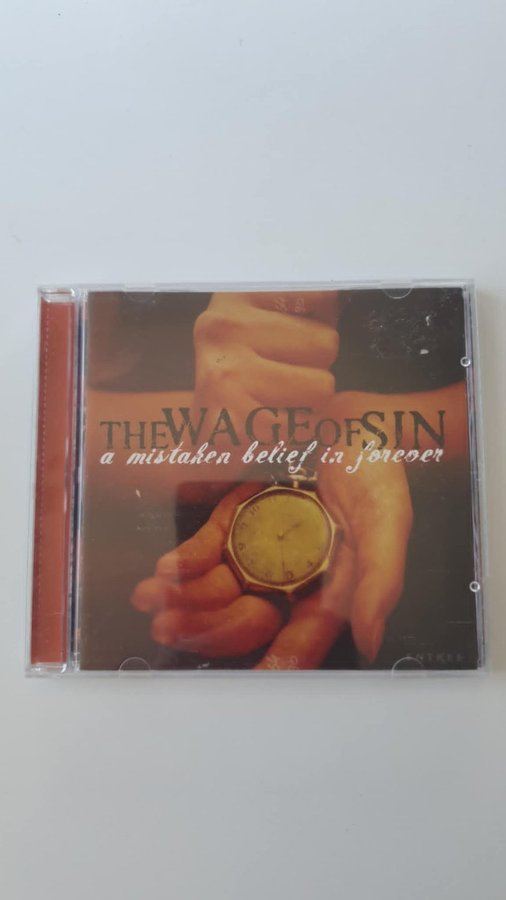 THE WAGE OF SIN
a mistaken belief in forever